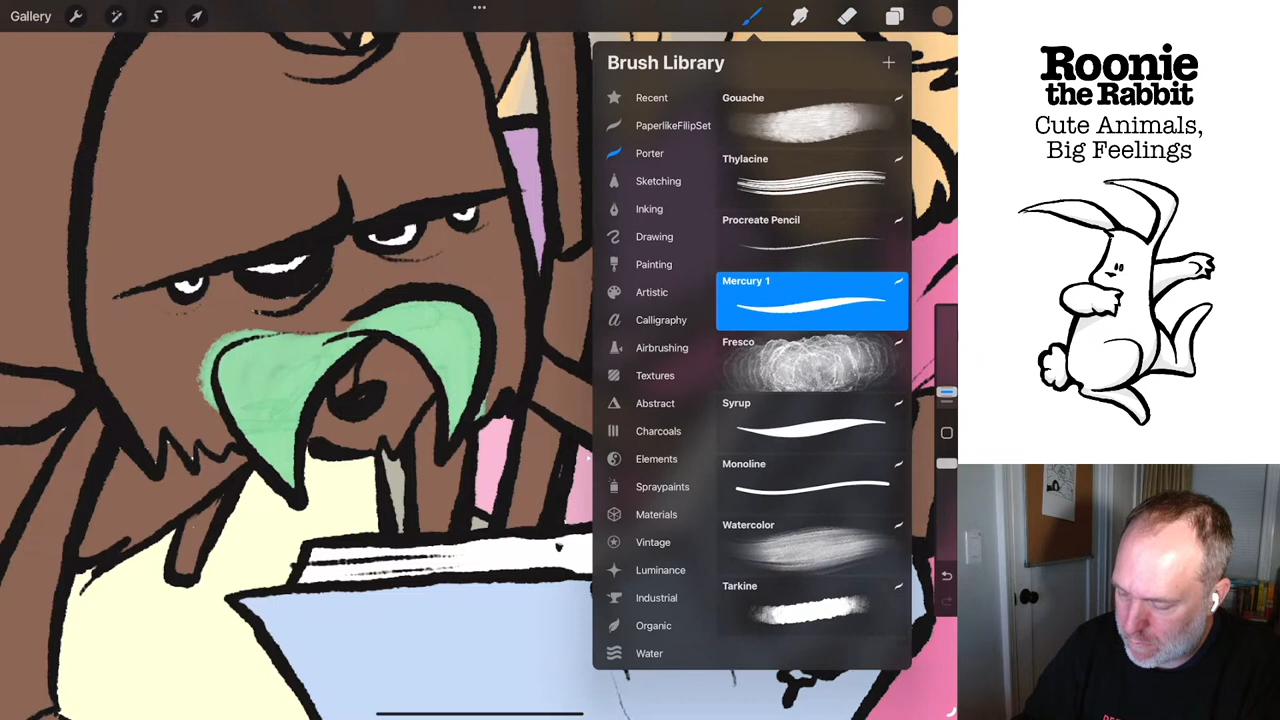 Gallery
Brush Library
Recent
PaperlikeFilipSet
Porter
Sketching
Inking
Drawing
Painting
Artistic
Calligraphy
Airbrushing
Textures
Abstract
Charcoals
Elements
Spraypaints
Materials
Vintage
Luminance
Industrial
Organic
Water
Gouache
Thylacine
Procreate Pencil
Mercury 1
Fresco
Syrup
Monoline
Watercolor
Tarkine
Roonie
the Rabbit
Cute Animals,
Big Feelings